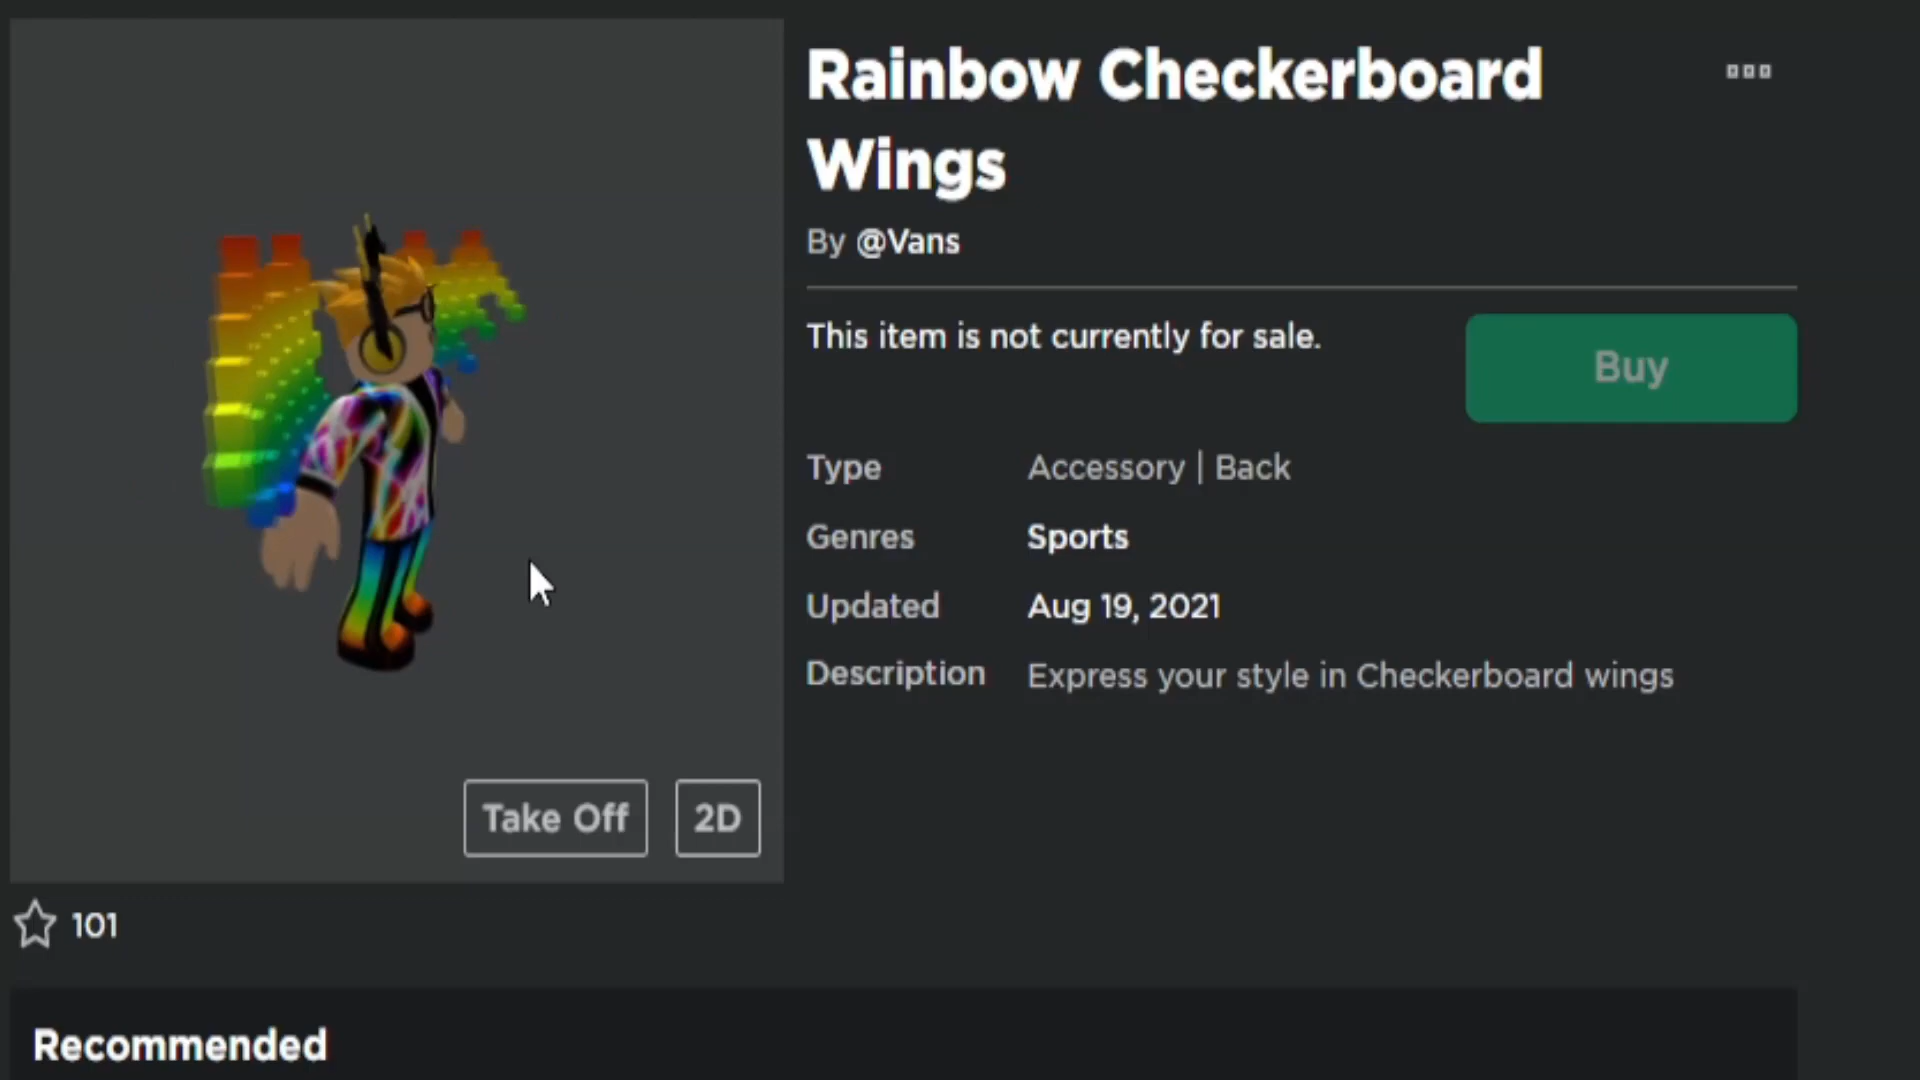 Rainbow Checkerboard
Wings
By @Vans
This item is not currently for sale.
Buy
Type Accessory | Back
Genres Sports
Updated Aug 19, 2021
Description Express your style in Checkerboard wings
Take Off 2D
101
Recommended